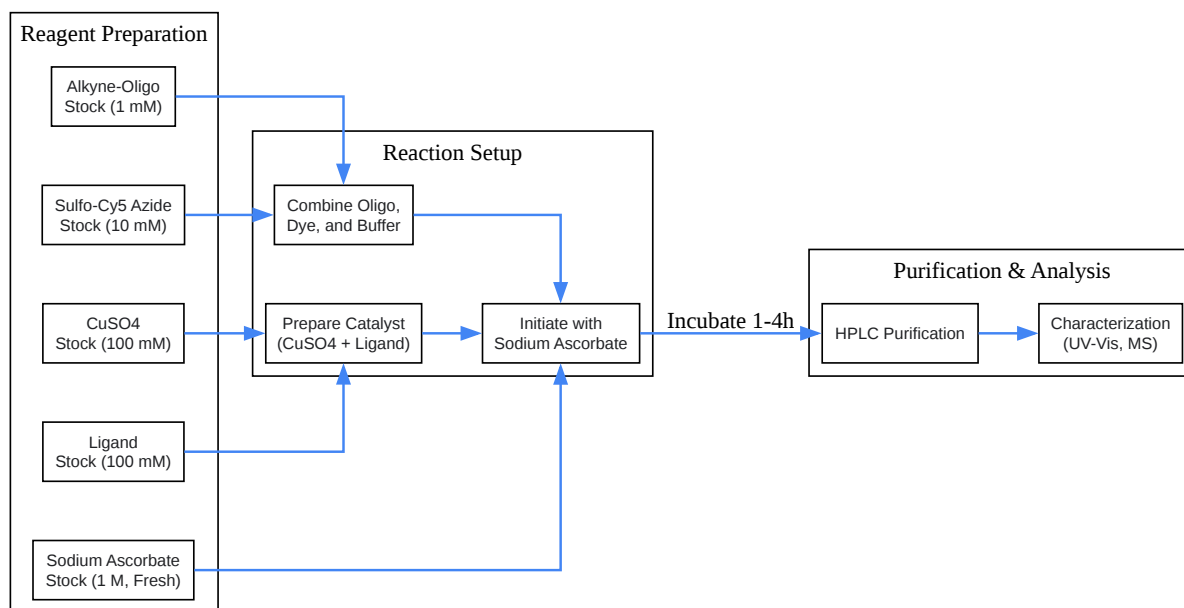 Reagent Preparation
Alkyne-Oligo
Stock (1 mM)
Sulfo-Cy5 Azide
Stock (10 mM)
CuSO4
Stock (100 mM)
Ligand
Stock (100 mM)
Sodium Ascorbate
Stock (1 M, Fresh)
Reaction Setup
Combine Oligo,
Dye, and Buffer
Prepare Catalyst
(CuSO4 + Ligand)
Initiate with
Sodium Ascorbate
Incubate 1-4h
Purification & Analysis
HPLC Purification
Characterization
(UV-Vis, MS)